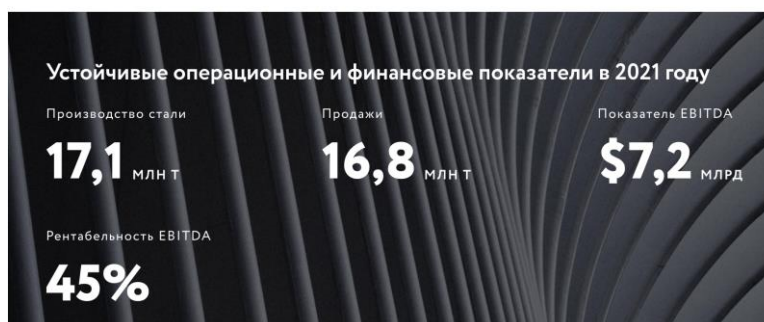 Устойчивые операционные и финансовые показатели в 2021 году
Производство стали
17,1 млн т
Продажи
16,8 млн т
Показатель EBITDA
$7,2 млрд
Рентабельность EBITDA
45%